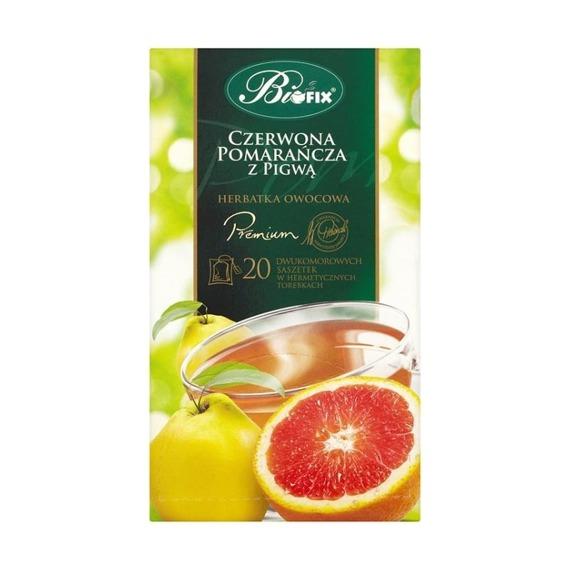 BiOFIX®
CZERWONA
POMARAŃCZA
Z PIGWĄ
HERBATKA OWOCOWA
Premium
20
DWUKOMOROWYCH
SASZETEK
W HERMETYCZNYCH
TOREBKACH